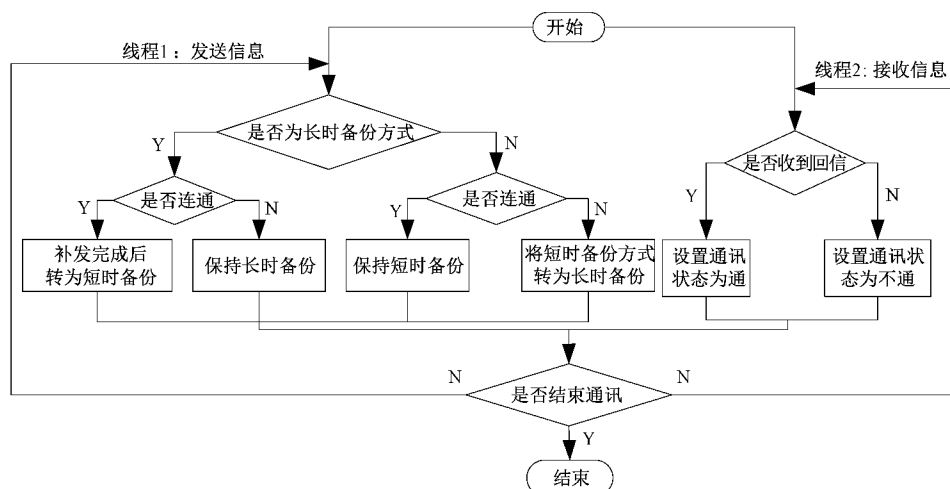 开始
线程1：发送信息
线程2: 接收信息
是否为长时备份方式
是否收到回信
Y
N
是否连通
是否连通
Y
N
Y
N
Y
N
补发完成后
转为短时备份
保持长时备份
保持短时备份
将短时备份方式
转为长时备份
设置通讯
状态为通
设置通讯状
态为不通
N
是否结束通讯
N
Y
结束